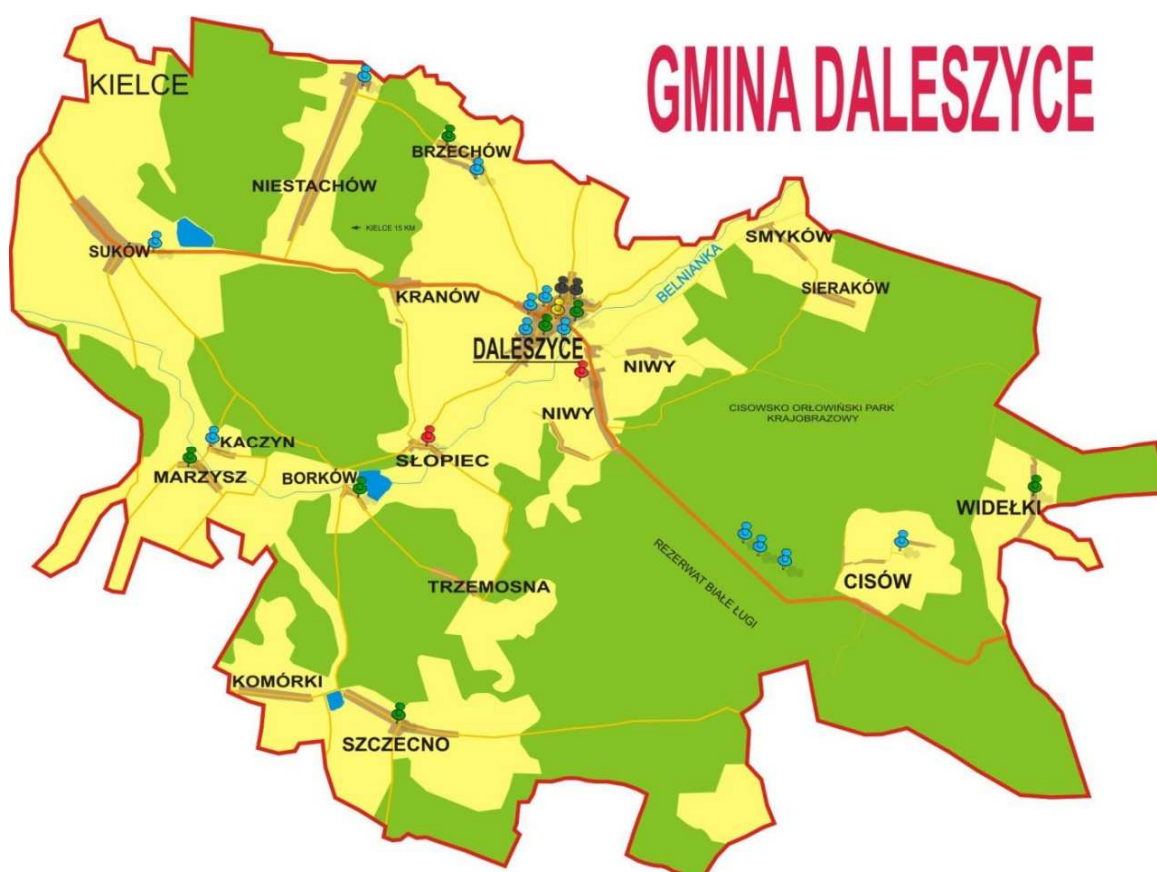 GMINA DALESZYCE
KIELCE
BRZECHÓW
NIESTACHÓW
KIELCE 15 KM
SMYKÓW
SUKÓW
BELNIANKA
SIERAKÓW
KRANÓW
DALESZYCE
NIWY
NIWY
CISOWSKO ORŁOWIŃSKI PARK
KRAJOBRAZOWY
KACZYN
SŁOPIEC
MARZYSZ
BORKÓW
WIDEŁKI
REZERWAT BIAŁE ŁUGI
CISÓW
TRZEMOSNA
KOMÓRKI
SZCZECNO